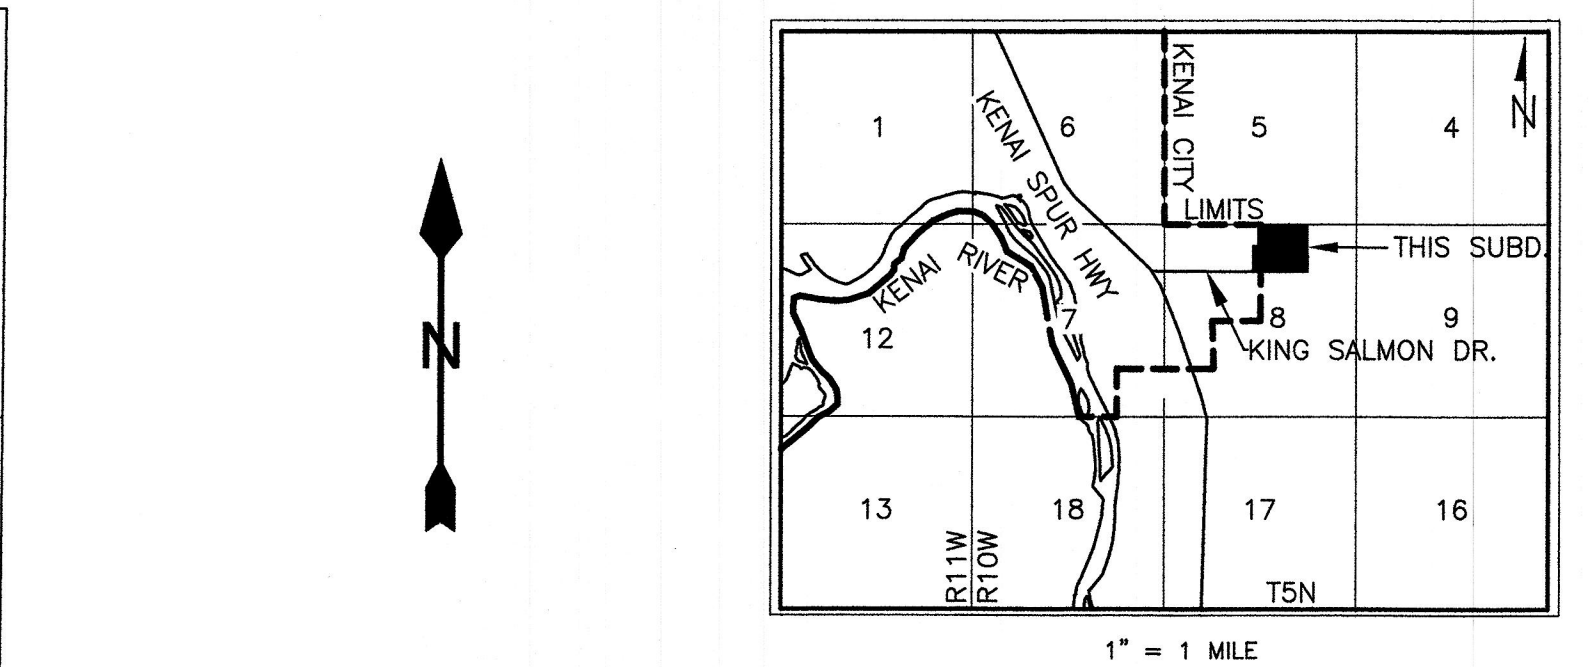 N
KENAI CITY
LIMITS
KENAI SPUR HWY
KENAI RIVER
1
6
5
4
N
THIS SUBD.
12
7
8
9
KING SALMON DR.
13
18
17
16
R11W
R10W
T5N
1" = 1 MILE